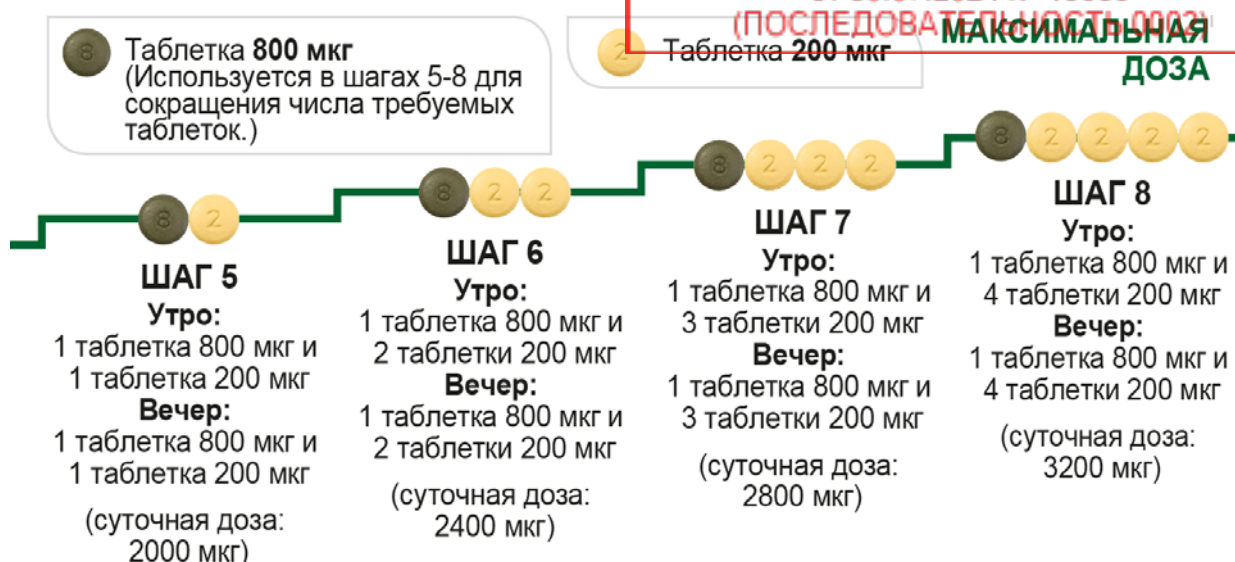 (ПОСЛЕДОВАТЕЛЬНОСТЬ 0002)
МАКСИМАЛЬНАЯ
ДОЗА
8
Таблетка 800 мкг
(Используется в шагах 5-8 для
сокращения числа требуемых
таблеток.)
2
Таблетка 200 мкг
8 2
ШАГ 5
Утро:
1 таблетка 800 мкг и
1 таблетка 200 мкг
Вечер:
1 таблетка 800 мкг и
1 таблетка 200 мкг
(суточная доза:
2000 мкг)
8 2 2
ШАГ 6
Утро:
1 таблетка 800 мкг и
2 таблетки 200 мкг
Вечер:
1 таблетка 800 мкг и
2 таблетки 200 мкг
(суточная доза:
2400 мкг)
8 2 2 2
ШАГ 7
Утро:
1 таблетка 800 мкг и
3 таблетки 200 мкг
Вечер:
1 таблетка 800 мкг и
3 таблетки 200 мкг
(суточная доза:
2800 мкг)
8 2 2 2 2
ШАГ 8
Утро:
1 таблетка 800 мкг и
4 таблетки 200 мкг
Вечер:
1 таблетка 800 мкг и
4 таблетки 200 мкг
(суточная доза:
3200 мкг)